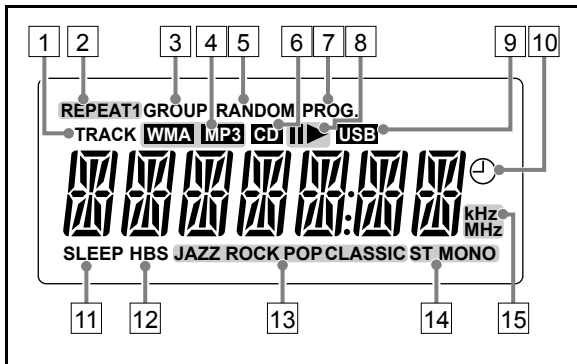 1 2 3 4 5 6 7 8 9 10
REPEAT1 GROUP RANDOM PROG.
TRACK WMA MP3 CD USB
kHz
MHz
SLEEP HBS JAZZ ROCK POP CLASSIC ST MONO
11 12 13 14 15